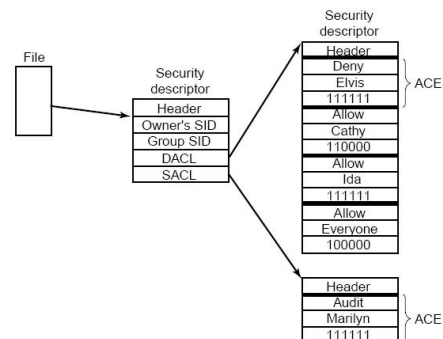 File
Security
descriptor
Header
Owner's SID
Group SID
DACL
SACL
Security
descriptor
Header
Deny
Elvis
111111
ACE
Allow
Cathy
110000
Allow
Ida
111111
Allow
Everyone
100000
Header
Audit
Marilyn
111111
ACE